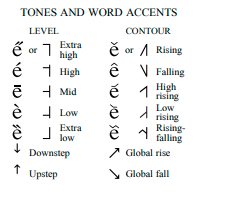 TONES AND WORD ACCENTS
LEVEL CONTOUR
e̋ or ˥ Extra high ě or ˩˥ Rising
é ˦ High ê ˥˩ Falling
ē ˧ Mid e᷄ ˦˥ High rising
è ˨ Low e᷅ ˩˨ Low rising
ȅ ˩ Extra low e᷈ ˧˦˧ Rising-falling
ꜜ Downstep ↗ Global rise
ꜛ Upstep ↘ Global fall